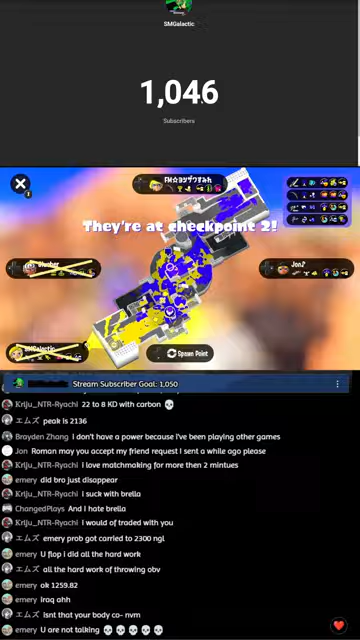 SMGalactic
1,046
Subscribers
They're at checkpoint 2!
Jon♪
SMGalactic
Spawn Point
Stream Subscriber Goal: 1,050
Krlju_NTR-Ryachi 22 to 8 KD with carbon 💀
エムズ peak is 2136
Brayden Zhang I don't have a power because I've been playing other games
Jon Roman may you accept my friend request I sent a while ago please
Krlju_NTR-Ryachi I love matchmaking for more then 2 mintues
emery did bro just disappear
Krlju_NTR-Ryachi I suck with brella
ChangedPlays And I hate brella
Krlju_NTR-Ryachi I would of traded with you
エムズ emery prob got carried to 2300 ngl
emery U flop I did all the hard work
エムズ all the hard work of throwing obv
emery ok 1259.82
emery Iraq ahh
エムズ isnt that your body co- nvm
emery U are not talking 💀💀💀💀💀